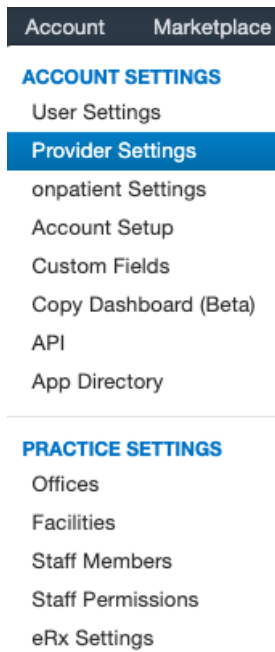 Account Marketplace
ACCOUNT SETTINGS
User Settings
Provider Settings
onpatient Settings
Account Setup
Custom Fields
Copy Dashboard (Beta)
API
App Directory
PRACTICE SETTINGS
Offices
Facilities
Staff Members
Staff Permissions
eRx Settings